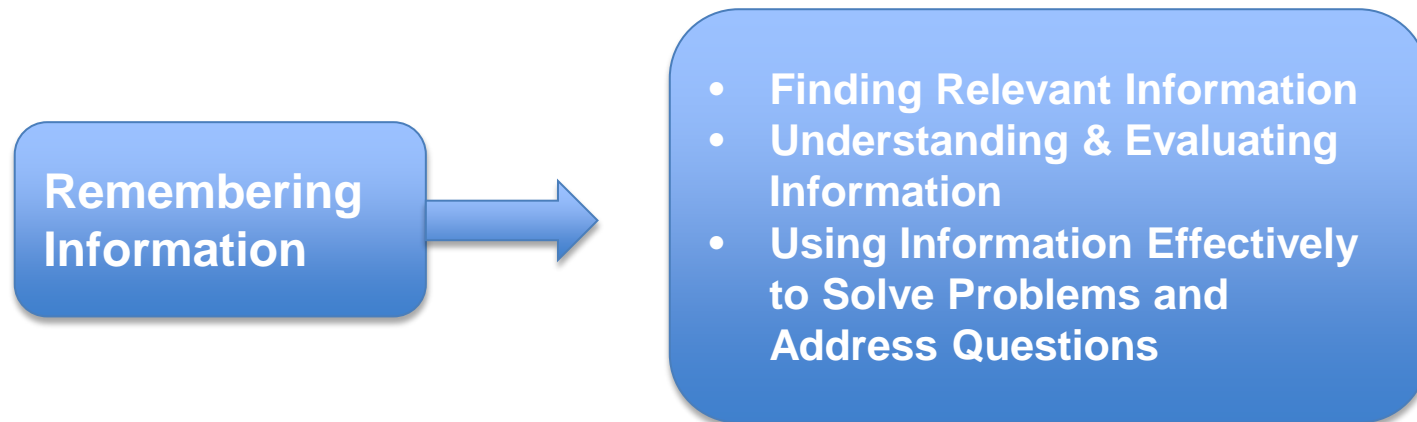 Remembering
Information
• Finding Relevant Information
• Understanding & Evaluating
Information
• Using Information Effectively
to Solve Problems and
Address Questions